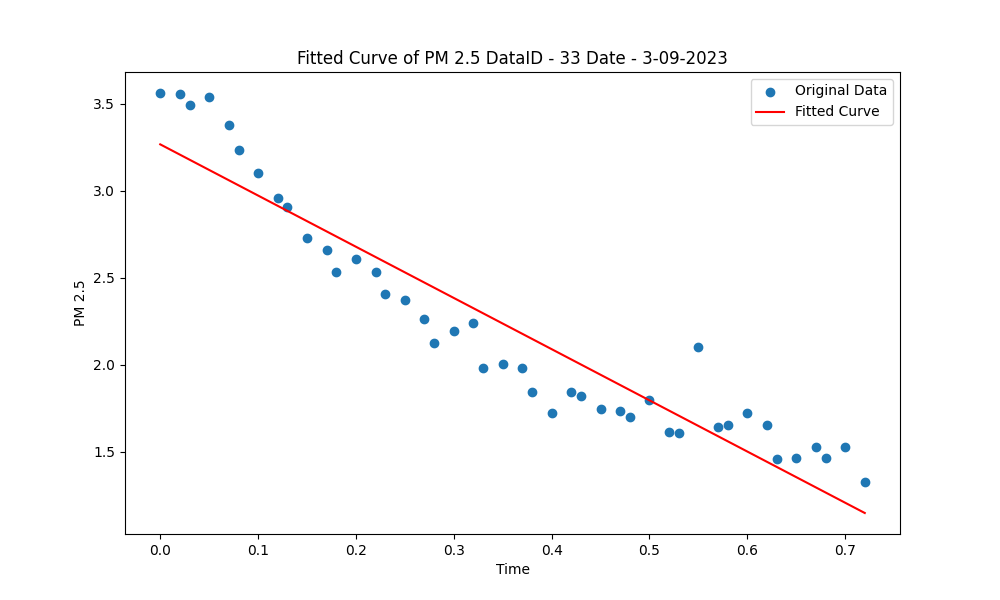 Fitted Curve of PM 2.5 DataID - 33 Date - 3-09-2023
Original Data
Fitted Curve
3.5
3.0
2.5
2.0
1.5
PM 2.5
0.0 0.1 0.2 0.3 0.4 0.5 0.6 0.7
Time